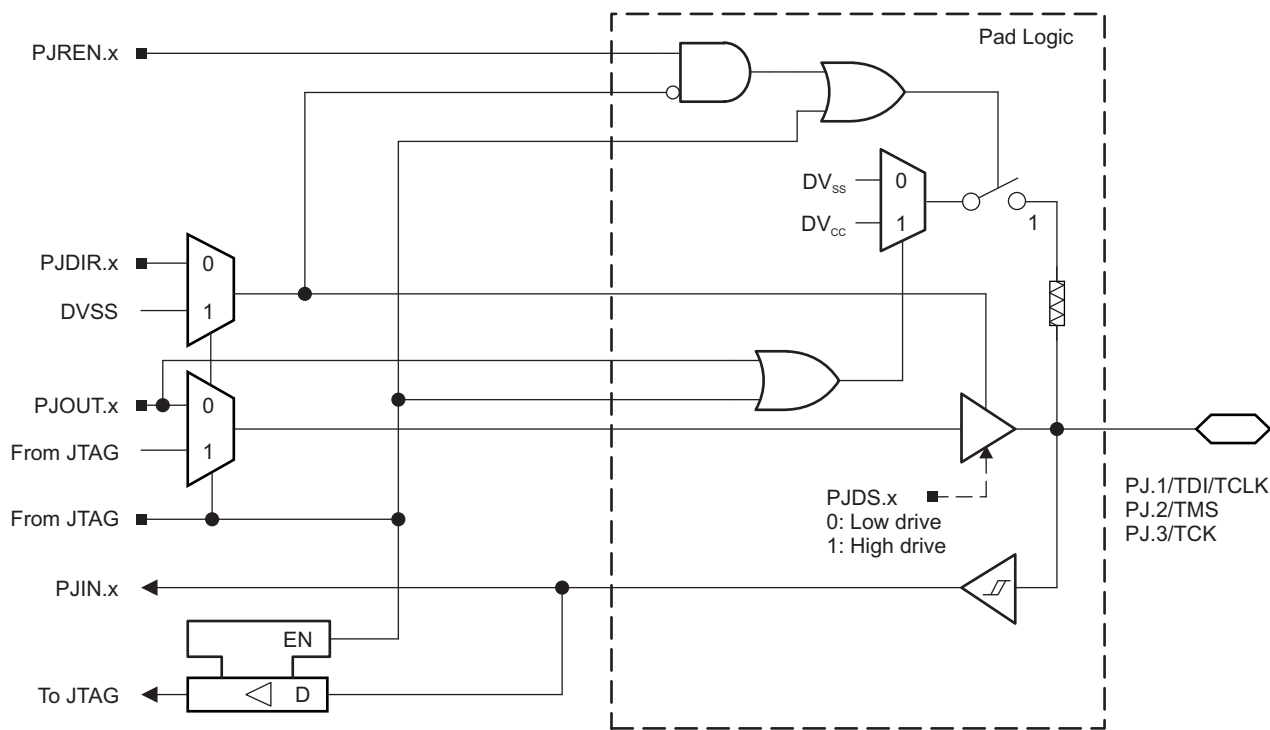 Pad Logic
PJREN.x
DVSS
0
DVCC
1
1
PJDIR.x
0
DVSS
1
PJOUT.x
0
From JTAG
1
PJDS.x
0: Low drive
1: High drive
PJ.1/TDI/TCLK
PJ.2/TMS
PJ.3/TCK
From JTAG
PJIN.x
EN
To JTAG
D